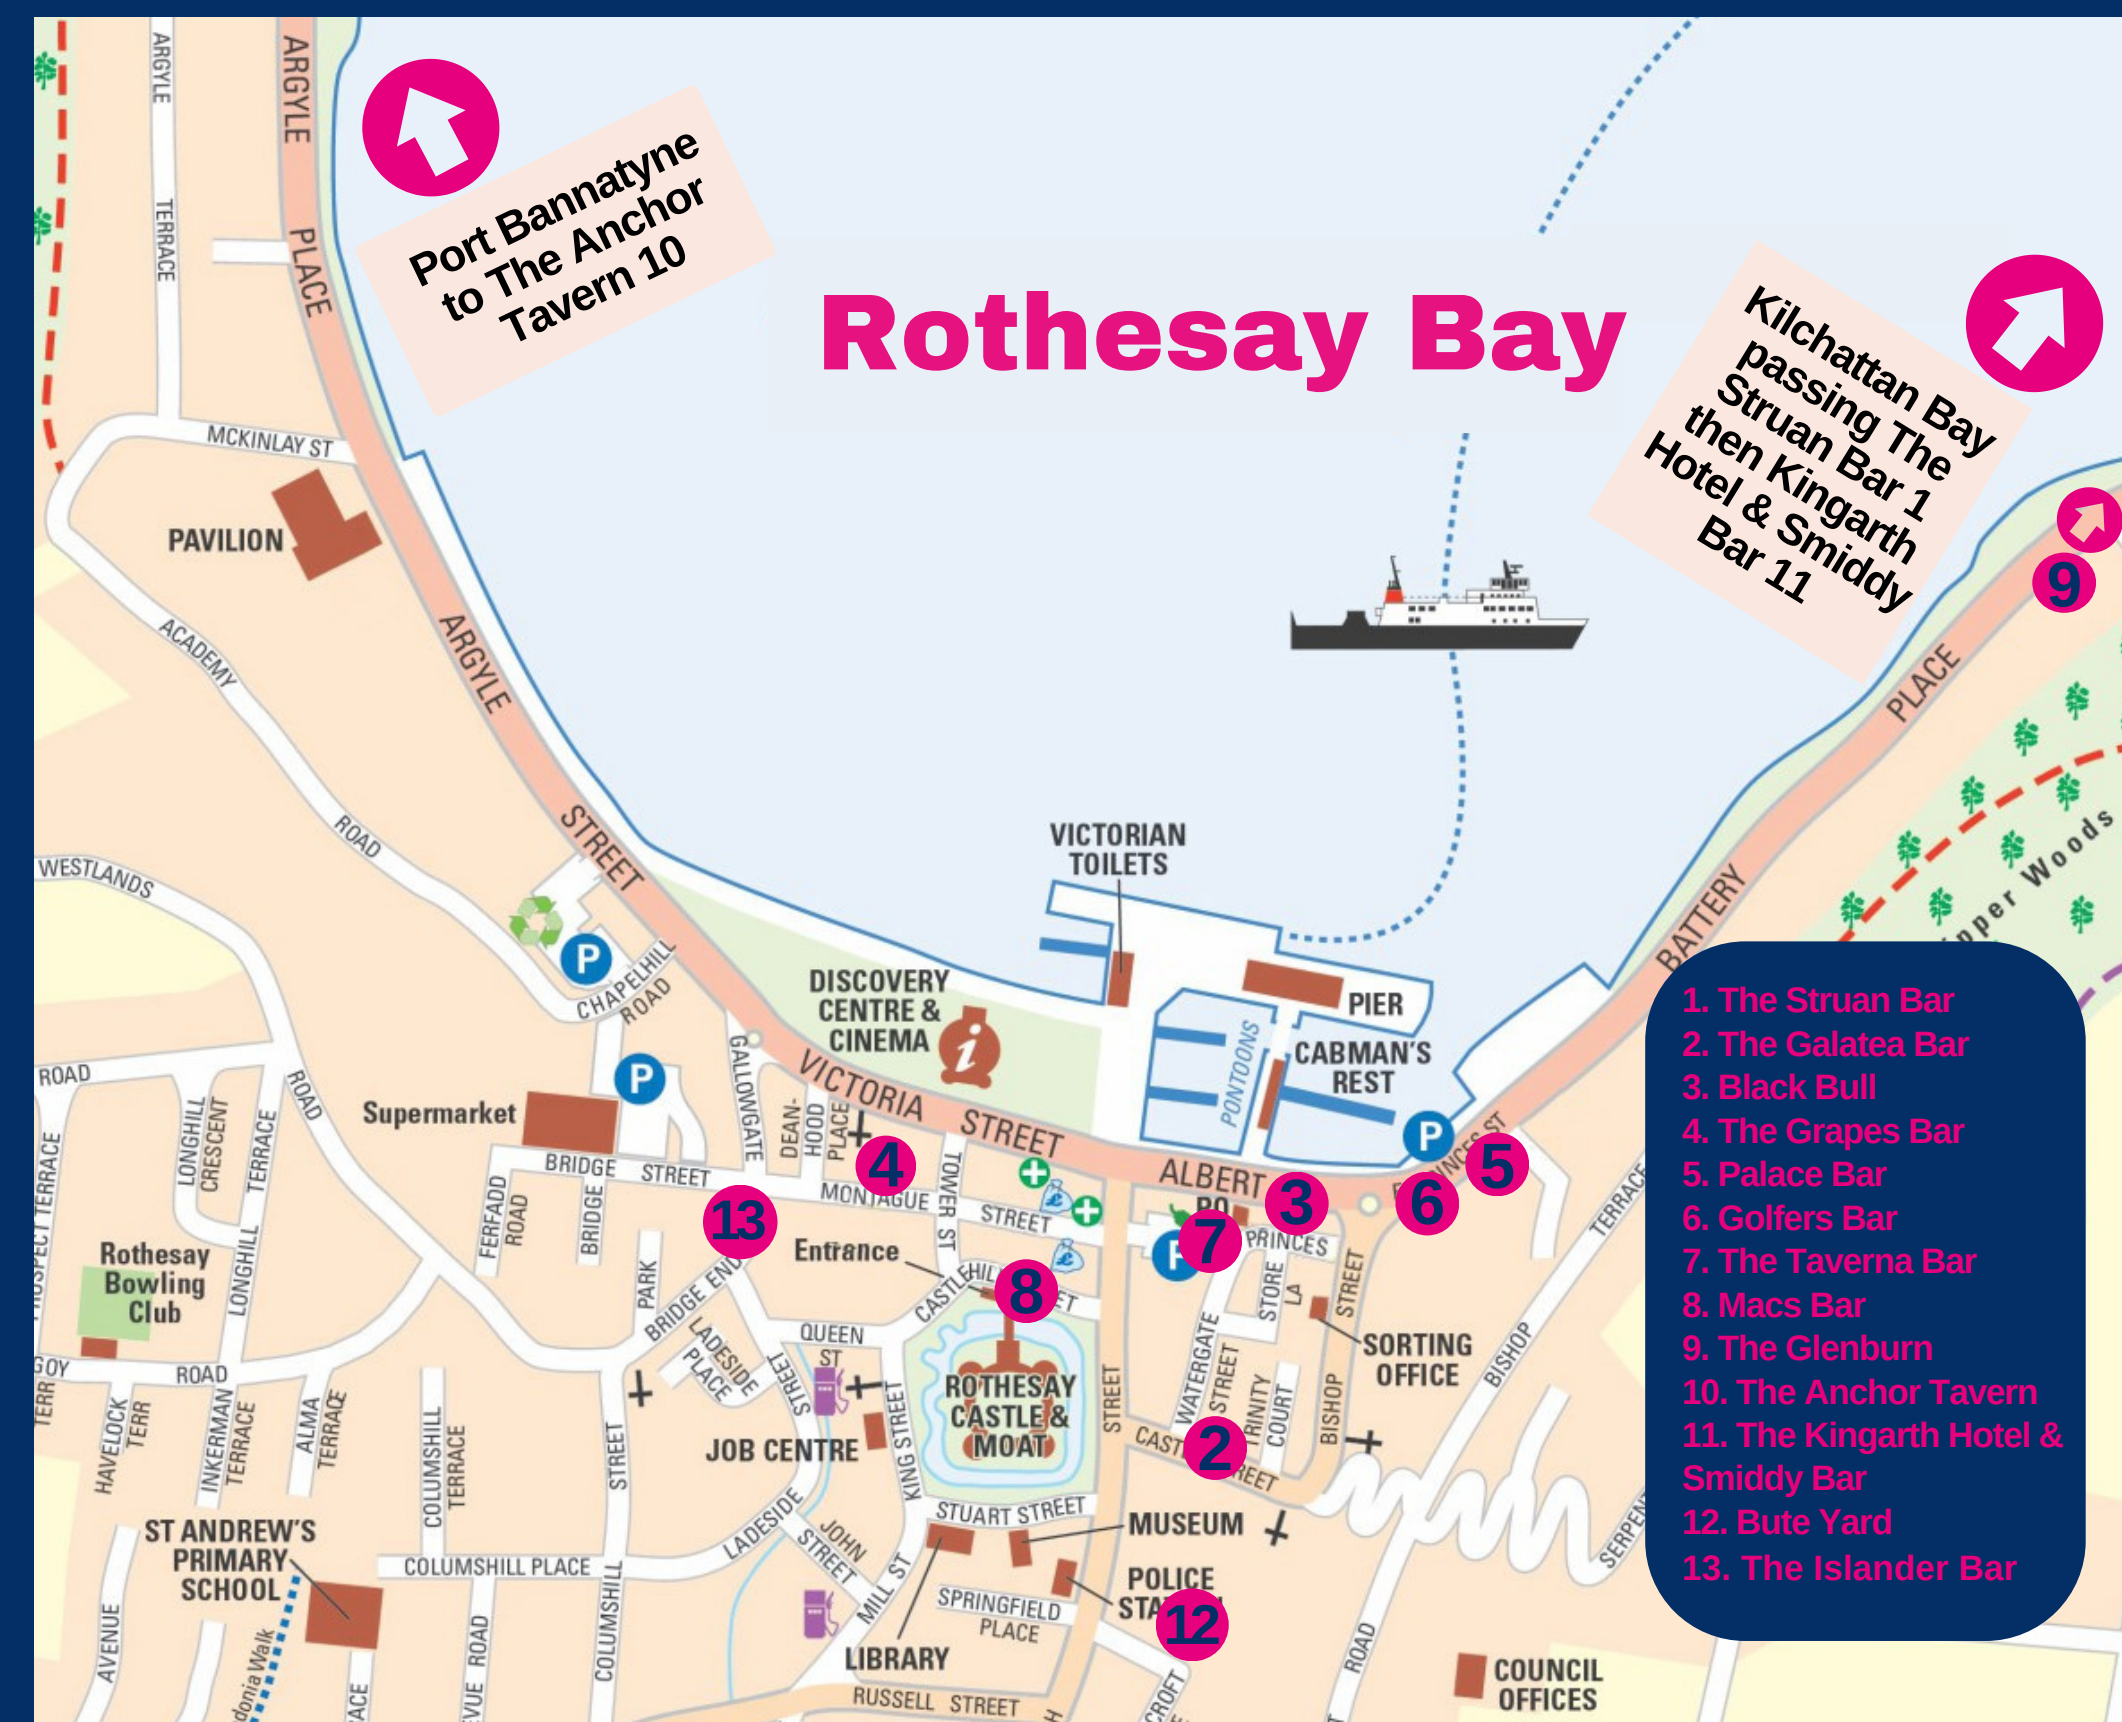 ARGYLE
TERRACE
ARGYLE
PLACE
Port Bannatyne
to The Anchor
Tavern 10
Rothesay Bay
Kilchattan Bay
passing The
Struan Bar 1
then Kingarth
Hotel & Smiddy
Bar 11
9
MCKINLAY ST
PAVILION
ACADEMY
ROAD
ARGYLE
STREET
PLACE
BATTERY
pper Woods
WESTLANDS
ROAD
P
CHAPELHILL
ROAD
P
VICTORIAN
TOILETS
DISCOVERY
CENTRE &
CINEMA
i
PIER
CABMAN'S
REST
PONTOONS
P
VICTORIA
STREET
ALBERT
GALLOWGATE
DEAN-
HOOD
PLACE
4
3
6
5
7
13
8
2
12
Supermarket
BRIDGE STREET
MONTAGUE
STREET
TOWER ST
ROAD
LONGHILL
CRESCENT
LONGHILL
TERRACE
PROSPECT TERRACE
FERFADD
ROAD
BRIDGE
PARK
BRIDGE END
PO
PRINCES
STORE
LA
STREET
Entrance
CASTLEHILL
Rothesay
Bowling
Club
LADESIDE
PLACE
QUEEN
ST
STREET
KING STREET
ROTHESAY
CASTLE &
MOAT
STREET
WATERGATE
STREET
TRINITY
COURT
BISHOP
SORTING
OFFICE
BISHOP
TERRACE
ROAD
TERR
HAVELOCK
TERR
INKERMAN
TERRACE
ALMA
TERRACE
COLUMSHILL
TERRACE
STREET
COLUMSHILL
JOB CENTRE
STUART STREET
MUSEUM
ST ANDREW'S
PRIMARY
SCHOOL
COLUMSHILL PLACE
LADESIDE
JOHN
STREET
MILL ST
SPRINGFIELD
PLACE
POLICE
LIBRARY
RUSSELL STREET
AVENUE
ROAD
ROAD
COUNCIL
OFFICES
1. The Struan Bar
2. The Galatea Bar
3. Black Bull
4. The Grapes Bar
5. Palace Bar
6. Golfers Bar
7. The Taverna Bar
8. Macs Bar
9. The Glenburn
10. The Anchor Tavern
11. The Kingarth Hotel &
Smiddy Bar
12. Bute Yard
13. The Islander Bar